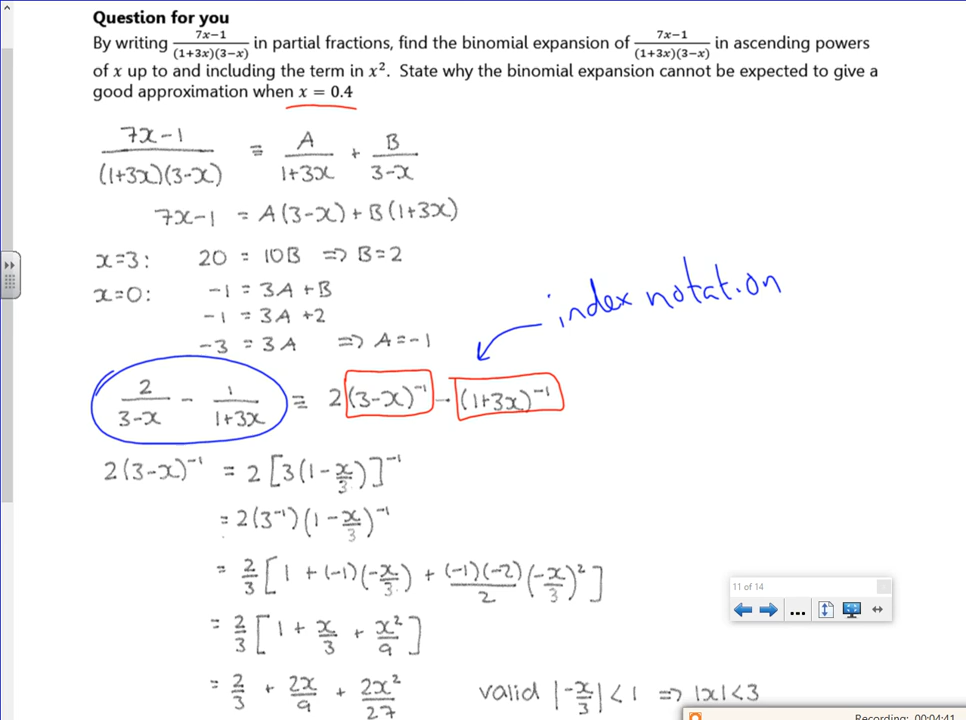 Question for you
By writing (7x−1)/((1+3x)(3−x)) in partial fractions, find the binomial expansion of (7x−1)/((1+3x)(3−x)) in ascending powers
of x up to and including the term in x². State why the binomial expansion cannot be expected to give a
good approximation when x = 0.4
(7x−1)/((1+3x)(3−x)) ≡ A/(1+3x) + B/(3−x)
7x−1 = A(3−x) + B(1+3x)
x=3: 20 = 10B ⇒ B=2
x=0: −1 = 3A + B
−1 = 3A + 2
−3 = 3A ⇒ A = −1
index notation
2/(3−x) − 1/(1+3x) ≡ 2(3−x)⁻¹ − (1+3x)⁻¹
2(3−x)⁻¹ = 2[3(1−x/3)]⁻¹
= 2(3⁻¹)(1−x/3)⁻¹
= 2/3[1 + (−1)(−x/3) + (−1)(−2)/2 (−x/3)²]
= 2/3[1 + x/3 + x²/9]
= 2/3 + 2x/9 + 2x²/27 valid |−x/3| < 1 ⇒ |x| < 3
11 of 14
Recording: 00:04:41